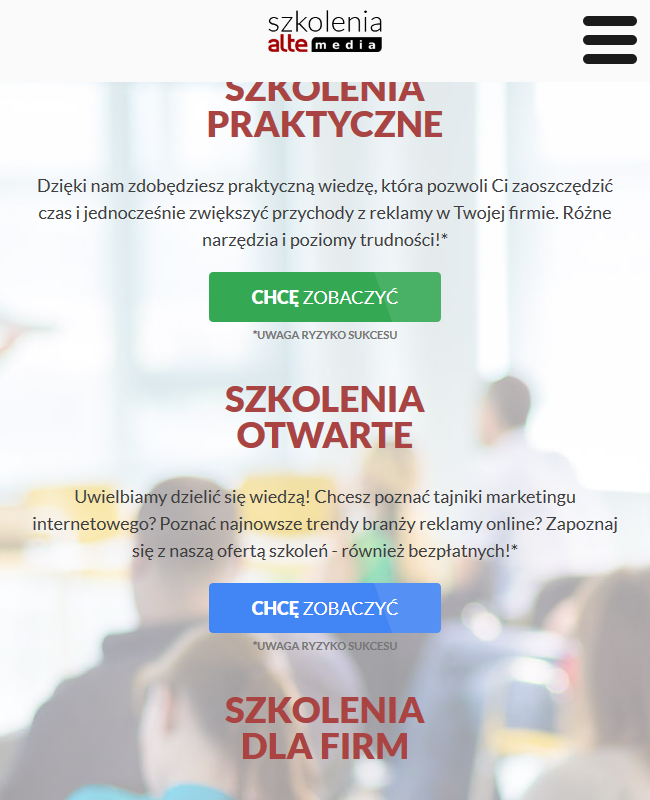 szkolenia
alte media
SZKOLENIA
PRAKTYCZNE
Dzięki nam zdobędziesz praktyczną wiedzę, która pozwoli Ci zaoszczędzić
czas i jednocześnie zwiększyć przychody z reklamy w Twojej firmie. Różne
narzędzia i poziomy trudności!*
CHCĘ ZOBACZYĆ
*UWAGA RYZYKO SUKCESU
SZKOLENIA
OTWARTE
Uwielbiamy dzielić się wiedzą! Chcesz poznać tajniki marketingu
internetowego? Poznać najnowsze trendy branży reklamy online? Zapoznaj
się z naszą ofertą szkoleń - również bezpłatnych!*
CHCĘ ZOBACZYĆ
*UWAGA RYZYKO SUKCESU
SZKOLENIA
DLA FIRM